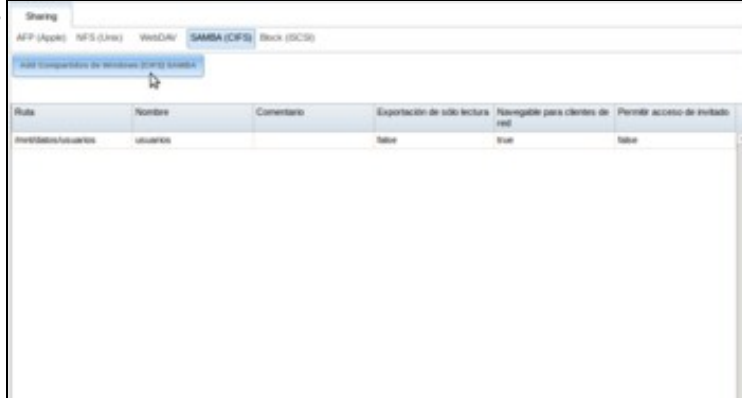 Sharing
AFP (Apple) NFS (Unix) WebDAV SAMBA (CIFS) Block (iSCSI)
Add Compartidos de Windows (CIFS) SAMBA
Ruta Nombre Comentario Exportación de sólo lectura Navegable para clientes de red Permitir acceso de invitado
/mnt/datos/usuarios usuarios false true false